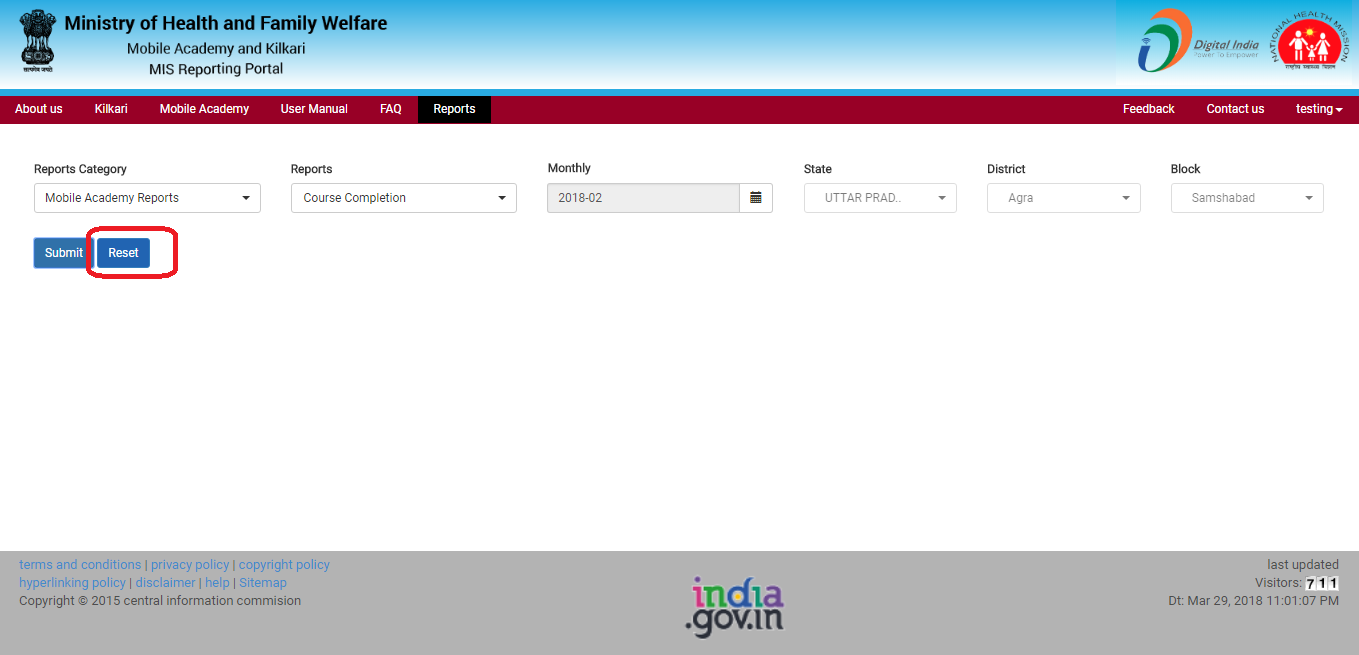 Ministry of Health and Family Welfare
Mobile Academy and Kilkari
MIS Reporting Portal
सत्यमेव जयते
Digital India
Power To Empower
NATIONAL HEALTH MISSION
राष्ट्रीय स्वास्थ्य मिशन
About us Kilkari Mobile Academy User Manual FAQ Reports Feedback Contact us testing
Reports Category Reports Monthly State District Block
Mobile Academy Reports Course Completion 2018-02 UTTAR PRAD.. Agra Samshabad
Submit Reset
terms and conditions | privacy policy | copyright policy
hyperlinking policy | disclaimer | help | Sitemap
Copyright © 2015 central information commision
india
.gov.in
last updated
Visitors: 711
Dt: Mar 29, 2018 11:01:07 PM